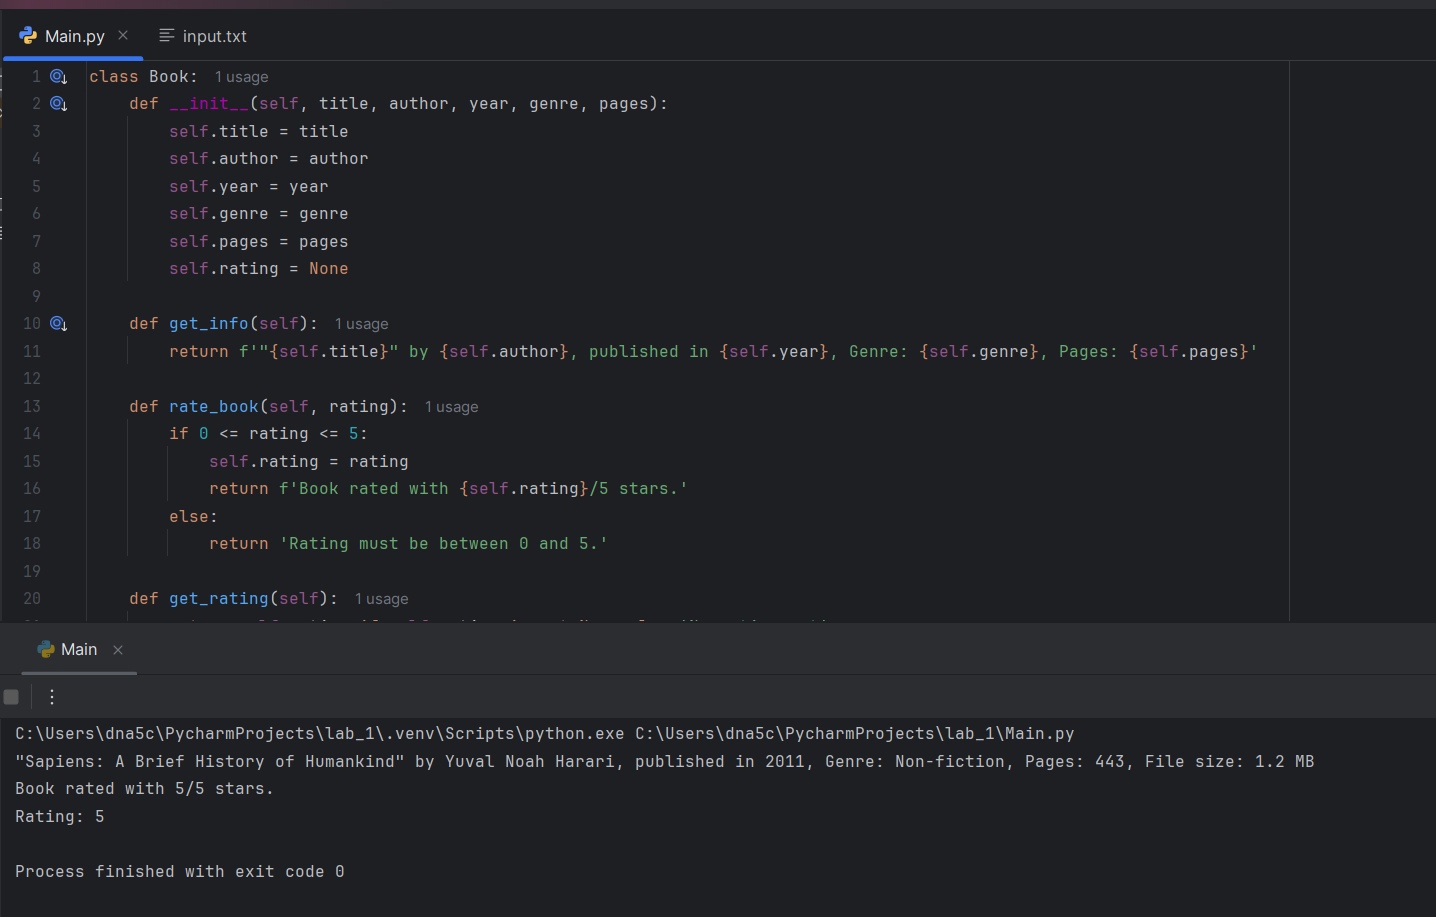 Main.py
input.txt
1 class Book: 1 usage
2 def __init__(self, title, author, year, genre, pages):
3 self.title = title
4 self.author = author
5 self.year = year
6 self.genre = genre
7 self.pages = pages
8 self.rating = None
9
10 def get_info(self): 1 usage
11 return f'"{self.title}" by {self.author}, published in {self.year}, Genre: {self.genre}, Pages: {self.pages}'
12
13 def rate_book(self, rating): 1 usage
14 if 0 <= rating <= 5:
15 self.rating = rating
16 return f'Book rated with {self.rating}/5 stars.'
17 else:
18 return 'Rating must be between 0 and 5.'
19
20 def get_rating(self): 1 usage
Main
C:\Users\dna5c\PycharmProjects\lab_1\.venv\Scripts\python.exe C:\Users\dna5c\PycharmProjects\lab_1\Main.py
"Sapiens: A Brief History of Humankind" by Yuval Noah Harari, published in 2011, Genre: Non-fiction, Pages: 443, File size: 1.2 MB
Book rated with 5/5 stars.
Rating: 5
Process finished with exit code 0